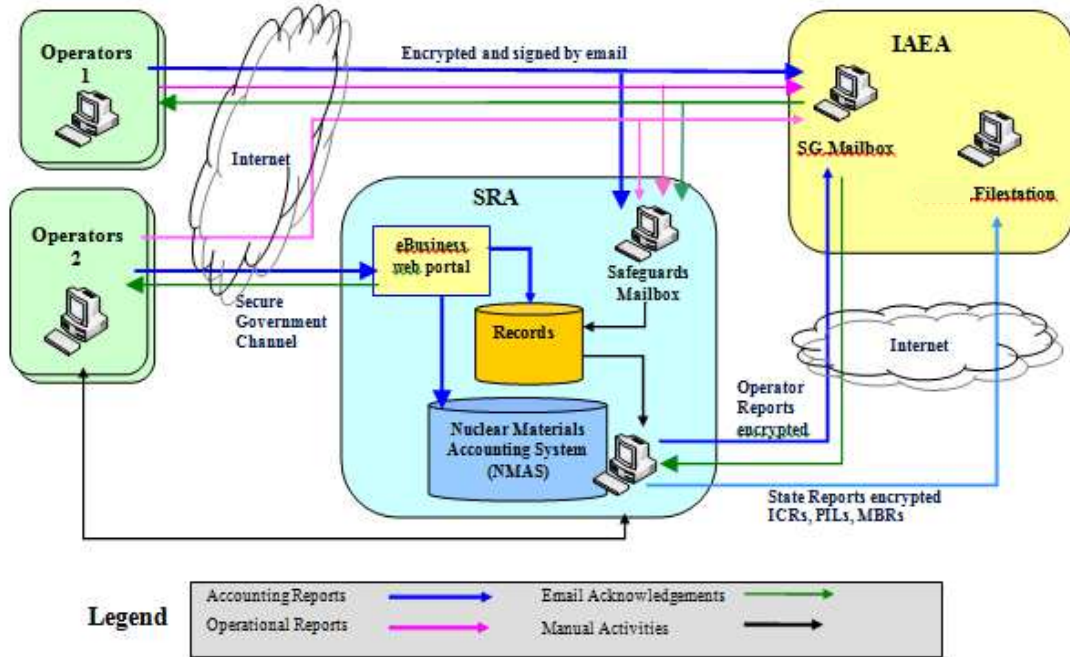 Operators
1
Encrypted and signed by email
IAEA
Internet
SG Mailbox
Filestation
SRA
Operators
2
eBusiness
web portal
Safeguards
Mailbox
Secure
Government
Channel
Records
Internet
Operator
Reports
encrypted
Nuclear Materials
Accounting System
(NMAS)
State Reports encrypted
ICRs, PILs, MBRs
Legend
Accounting Reports
Email Acknowledgements
Operational Reports
Manual Activities